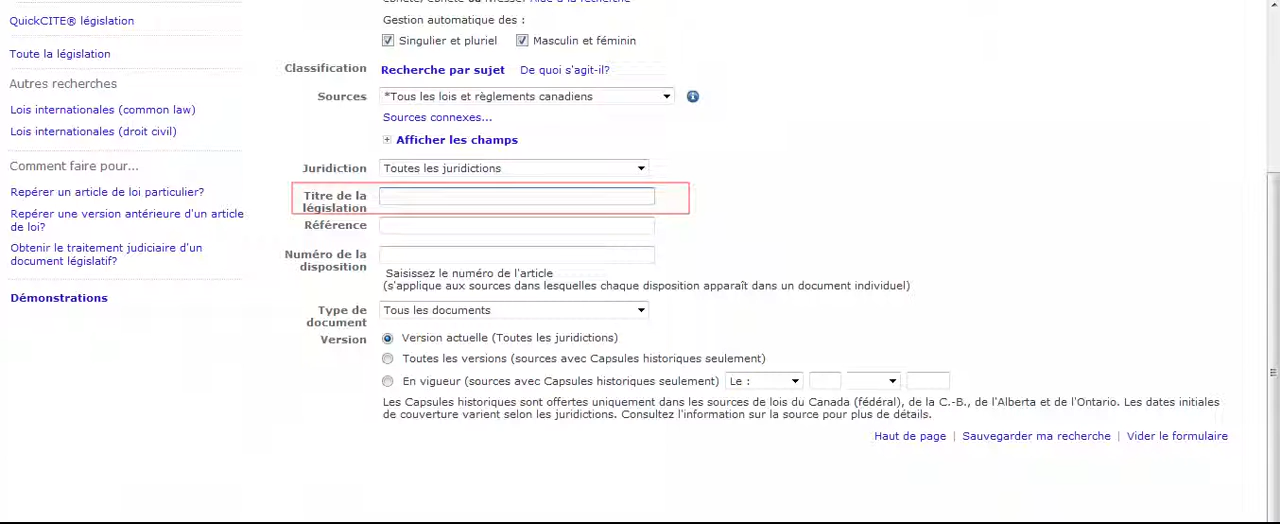 QuickCITE® législation
Toute la législation
Autres recherches
Lois internationales (common law)
Lois internationales (droit civil)
Comment faire pour...
Repérer un article de loi particulier?
Repérer une version antérieure d'un article
de loi?
Obtenir le traitement judiciaire d'un
document législatif?
Démonstrations
Gestion automatique des :
Singulier et pluriel Masculin et féminin
Classification Recherche par sujet De quoi s'agit-il?
Sources *Tous les lois et règlements canadiens
Sources connexes...
Afficher les champs
Juridiction Toutes les juridictions
Titre de la
législation
Référence
Numéro de la
disposition
Saisissez le numéro de l'article
(s'applique aux sources dans lesquelles chaque disposition apparaît dans un document individuel)
Type de
document
Tous les documents
Version Version actuelle (Toutes les juridictions)
Toutes les versions (sources avec Capsules historiques seulement)
En vigueur (sources avec Capsules historiques seulement) Le :
Les Capsules historiques sont offertes uniquement dans les sources de lois du Canada (fédéral), de la C.-B., de l'Alberta et de l'Ontario. Les dates initiales
de couverture varient selon les juridictions. Consultez l'information sur la source pour plus de détails.
Haut de page | Sauvegarder ma recherche | Vider le formulaire